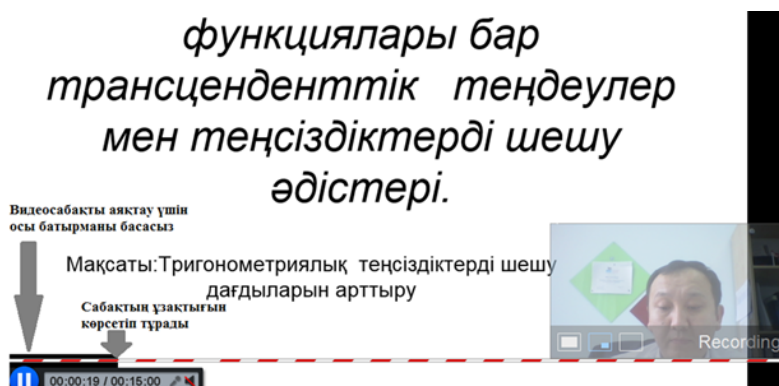 функциялары бар
трансценденттік теңдеулер
мен теңсіздіктерді шешу
әдістері.
Видеосабақты аяқтау үшін
осы батырманы басасыз
Мақсаты:Тригонометриялық теңсіздіктерді шешу
дағдыларын арттыру
Сабақтың ұзақтығын
көрсетіп тұрады
Recording
00:00:19 / 00:15:00